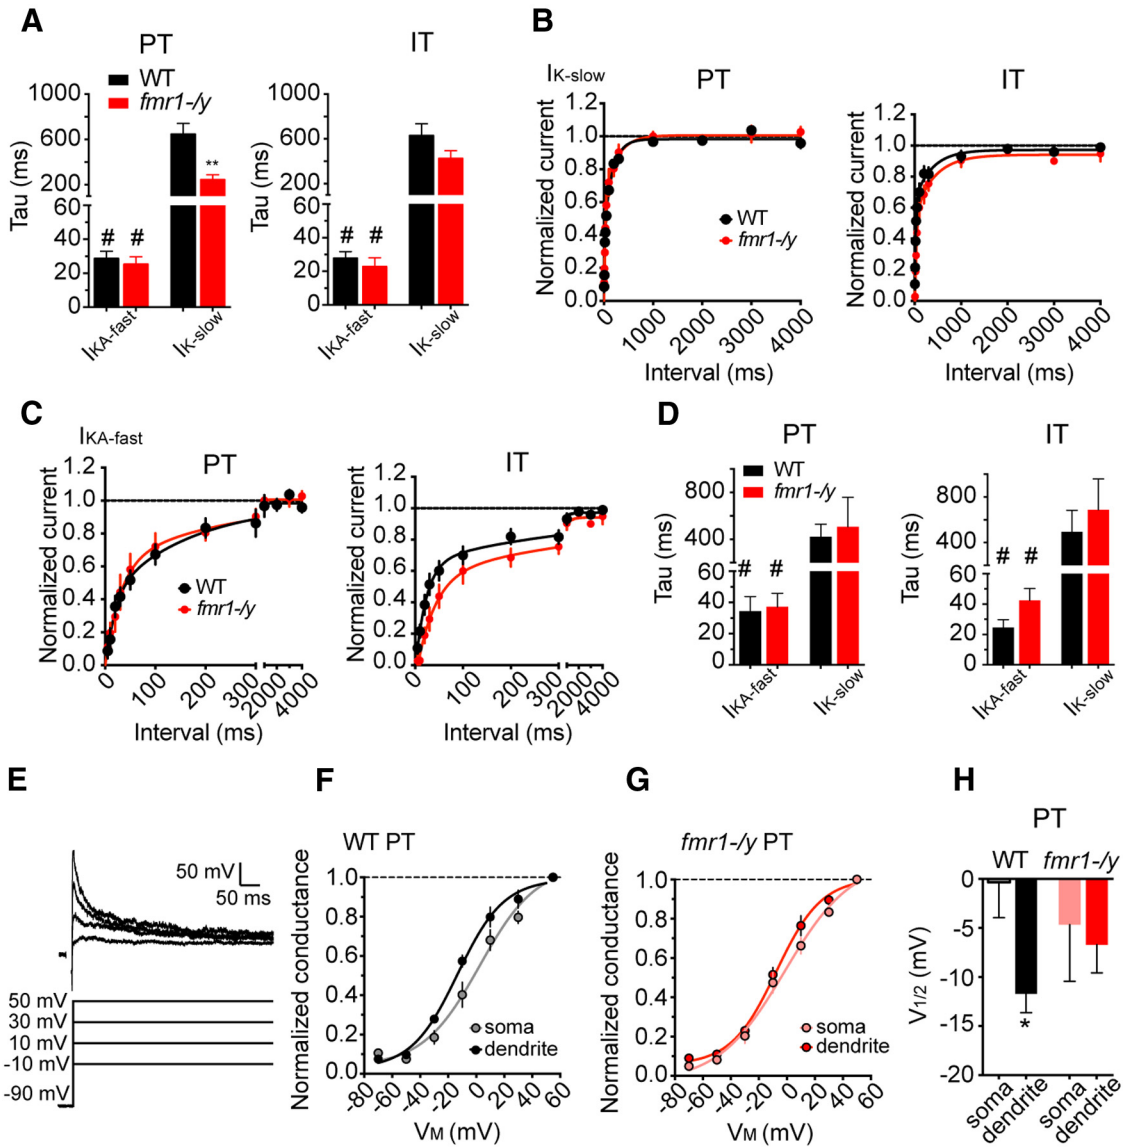 A
PT
IT
WT
fmr1-/y
Tau (ms)
1000
600
200
60
40
20
0
**
# #
IKA-fast
IK-slow
Tau (ms)
1000
600
200
60
40
20
0
# #
IKA-fast
IK-slow
B
IK-slow
PT
IT
Normalized current
1.2
1.0
0.8
0.6
0.4
0.2
0.0
WT
fmr1-/y
0 1000 2000 3000 4000
Interval (ms)
Normalized current
1.2
1.0
0.8
0.6
0.4
0.2
0.0
0 1000 2000 3000 4000
Interval (ms)
C
IKA-fast
PT
IT
Normalized current
1.2
1.0
0.8
0.6
0.4
0.2
0.0
WT
fmr1-/y
0 100 200 300 2000 4000
Interval (ms)
Normalized current
1.2
1.0
0.8
0.6
0.4
0.2
0.0
0 100 200 300 2000 4000
Interval (ms)
D
PT
IT
WT
fmr1-/y
Tau (ms)
800
400
60
40
20
0
# #
IKA-fast
IK-slow
Tau (ms)
800
400
60
40
20
0
# #
IKA-fast
IK-slow
E
50 mV
50 ms
50 mV
30 mV
10 mV
-10 mV
-90 mV
F
WT PT
Normalized conductance
1.0
0.8
0.6
0.4
0.2
0.0
soma
dendrite
-80 -60 -40 -20 0 20 40 60
VM (mV)
G
fmr1-/y PT
Normalized conductance
1.0
0.8
0.6
0.4
0.2
0.0
soma
dendrite
-80 -60 -40 -20 0 20 40 60
VM (mV)
H
PT
WT fmr1-/y
V1/2 (mV)
0
-5
-10
-15
-20
*
soma
dendrite
soma
dendrite